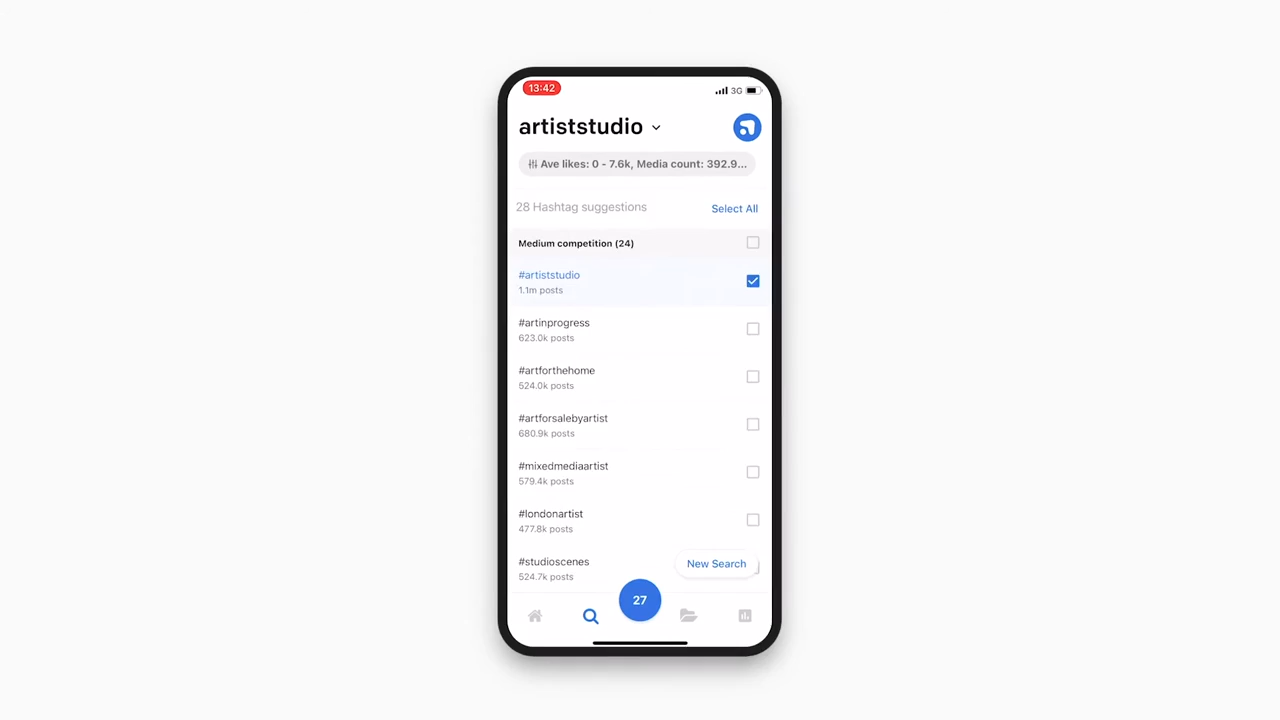 13:42
3G
artiststudio
Ave likes: 0 - 7.6k, Media count: 392.9...
28 Hashtag suggestions
Select All
Medium competition (24)
#artiststudio
1.1m posts
#artinprogress
623.0k posts
#artforthehome
524.0k posts
#artforsalebyartist
680.9k posts
#mixedmediaartist
579.4k posts
#londonartist
477.8k posts
#studioscenes
524.7k posts
New Search
27